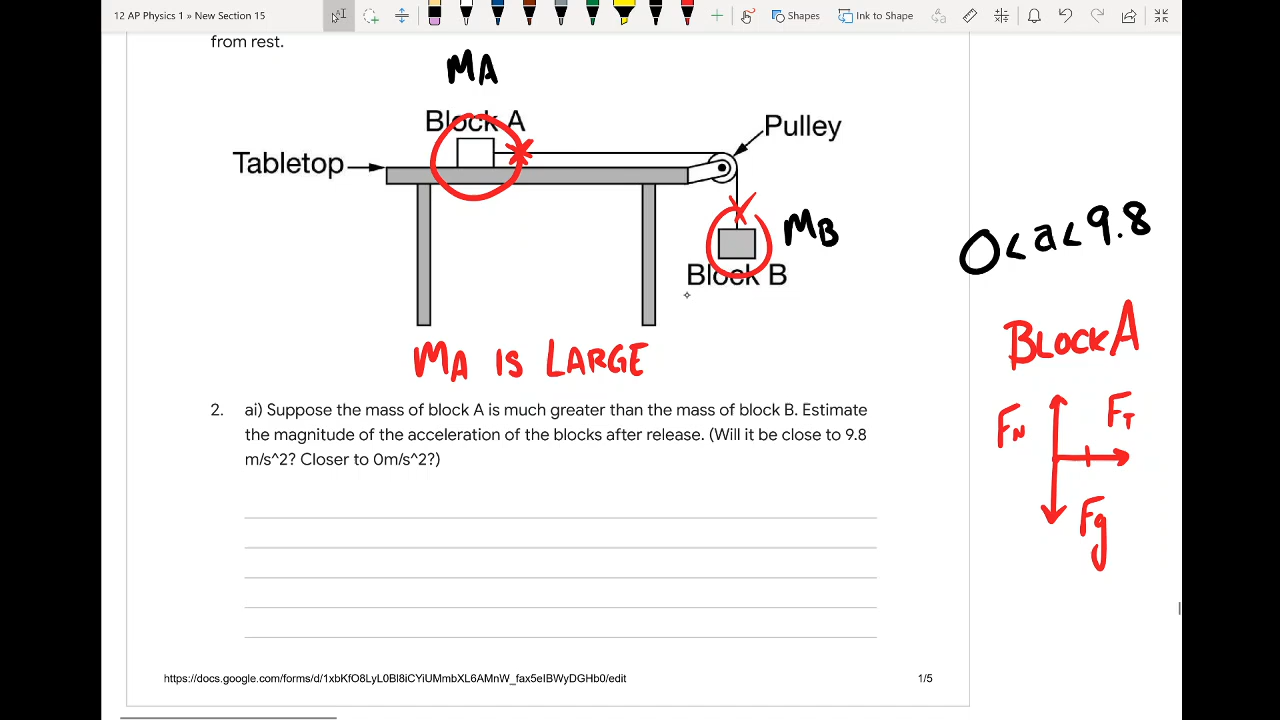 12 AP Physics 1 » New Section 15
Shapes
Ink to Shape
from rest.
MA
Block A
Pulley
Tabletop
MB
Block B
0<a<9.8
BLOCK A
FN
FT
Fg
MA IS LARGE
2. ai) Suppose the mass of block A is much greater than the mass of block B. Estimate
the magnitude of the acceleration of the blocks after release. (Will it be close to 9.8
m/s^2? Closer to 0m/s^2?)
https://docs.google.com/forms/d/1xbKfO8LyL0Bl8iCYiUMmbXL6AMnW_fax5eIBWyDGHb0/edit
1/5